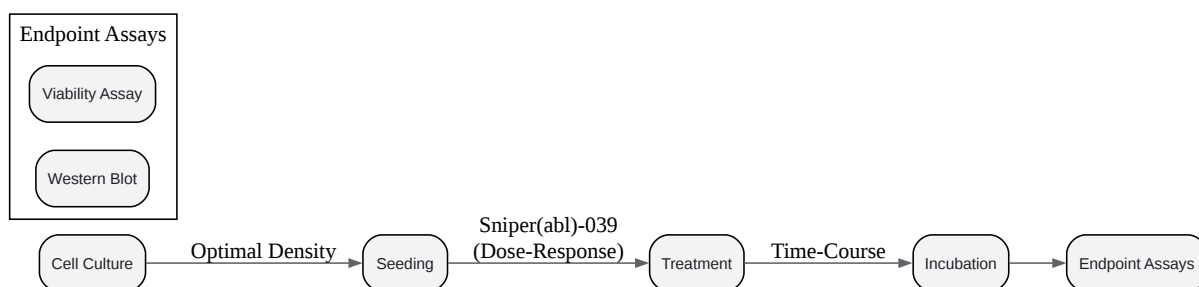 Endpoint Assays
Viability Assay
Western Blot
Cell Culture
Optimal Density
Seeding
Sniper(abl)-039
(Dose-Response)
Treatment
Time-Course
Incubation
Endpoint Assays